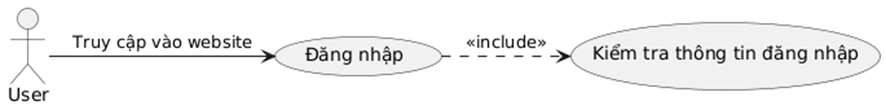 Truy cập vào website
«include»
Đăng nhập
Kiểm tra thông tin đăng nhập
User